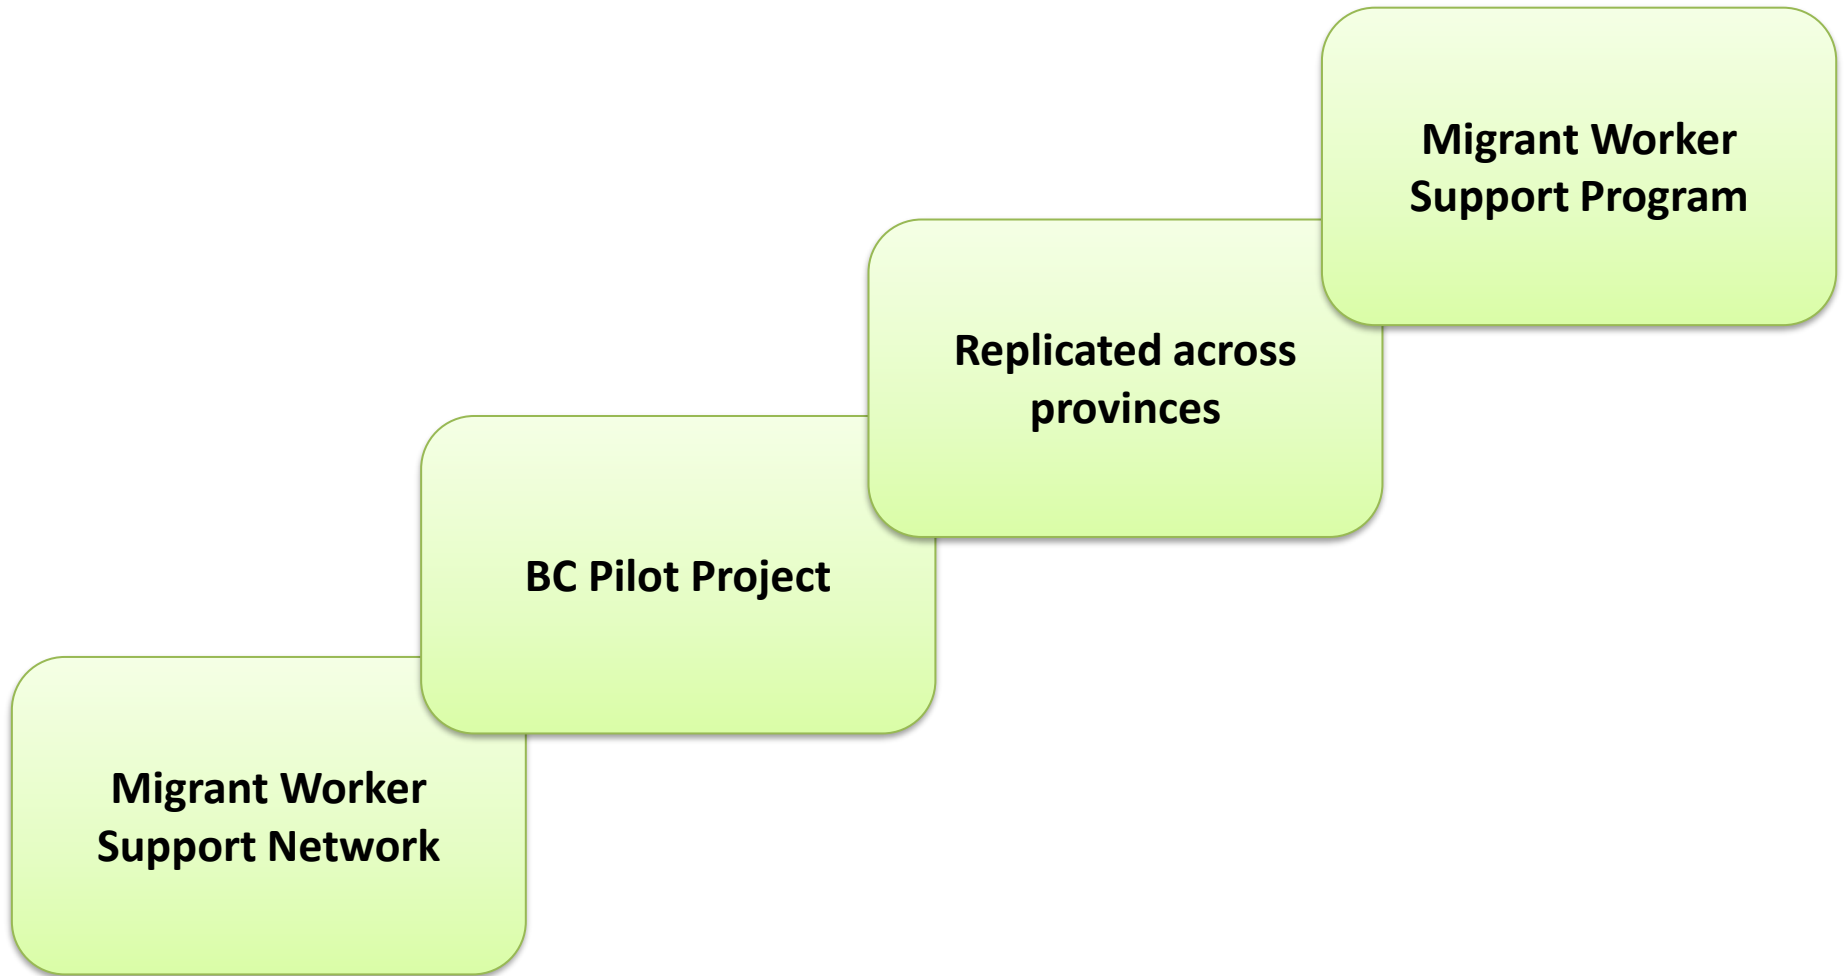 Migrant Worker
Support Program
Replicated across
provinces
BC Pilot Project
Migrant Worker
Support Network